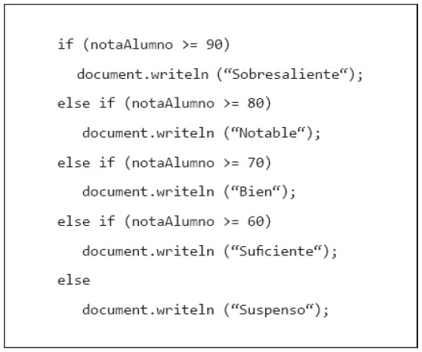 if (notaAlumno >= 90)
document.writeln (“Sobresaliente“);
else if (notaAlumno >= 80)
document.writeln (“Notable“);
else if (notaAlumno >= 70)
document.writeln (“Bien“);
else if (notaAlumno >= 60)
document.writeln (“Suficiente“);
else
document.writeln (“Suspenso“);